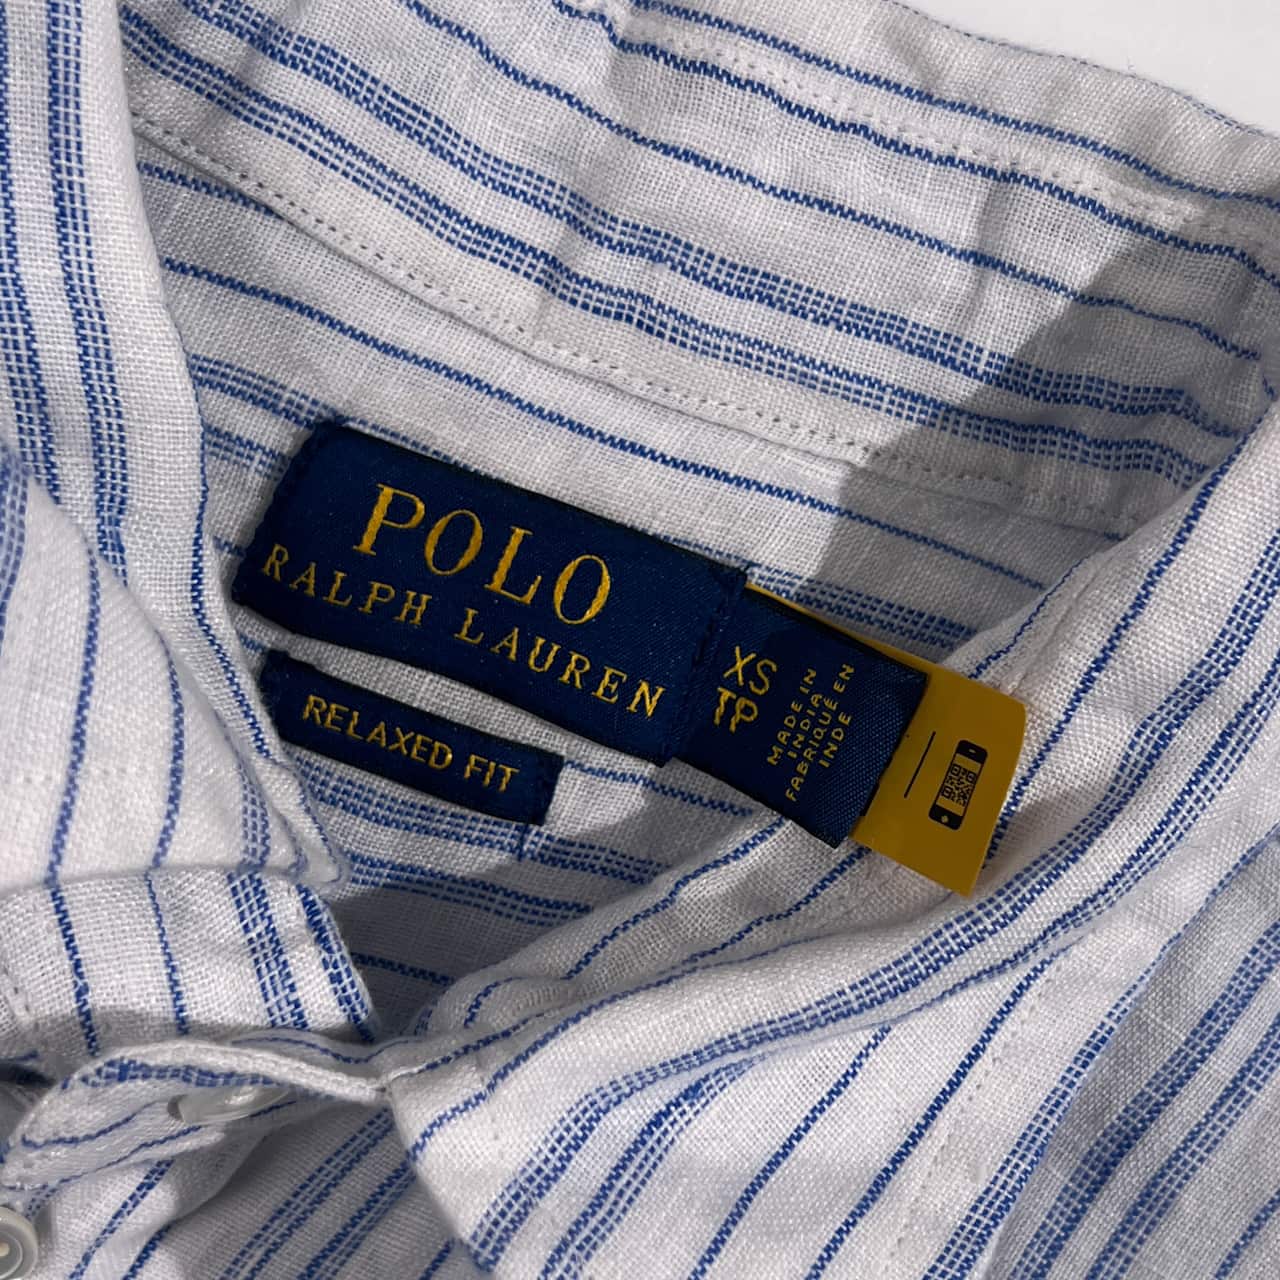 POLO
RALPH LAUREN
RELAXED FIT
XS
TP
MADE IN
INDIA
FABRIQUÉ EN
INDE